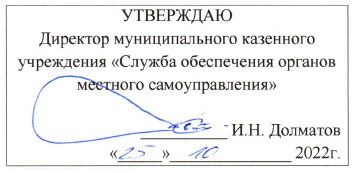 УТВЕРЖДАЮ
Директор муниципального казенного
учреждения «Служба обеспечения органов
местного самоуправления»
И.Н. Долматов
«25» 10 2022г.